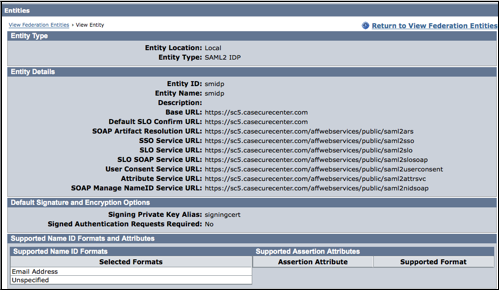 Entities
View Federation Entities › View Entity
Return to View Federation Entities
Entity Type
Entity Location: Local
Entity Type: SAML2 IDP
Entity Details
Entity ID: smidp
Entity Name: smidp
Description:
Base URL: https://sc5.casecurecenter.com
Default SLO Confirm URL: https://sc5.casecurecenter.com
SOAP Artifact Resolution URL: https://sc5.casecurecenter.com/affwebservices/public/saml2ars
SSO Service URL: https://sc5.casecurecenter.com/affwebservices/public/saml2sso
SLO Service URL: https://sc5.casecurecenter.com/affwebservices/public/saml2slo
SLO SOAP Service URL: https://sc5.casecurecenter.com/affwebservices/public/saml2slosoap
User Consent Service URL: https://sc5.casecurecenter.com/affwebservices/public/saml2userconsent
Attribute Service URL: https://sc5.casecurecenter.com/affwebservices/public/saml2attrsvc
SOAP Manage NameID Service URL: https://sc5.casecurecenter.com/affwebservices/public/saml2nidsoap
Default Signature and Encryption Options
Signing Private Key Alias: signingcert
Signed Authentication Requests Required: No
Supported Name ID Formats and Attributes
Supported Name ID Formats
Supported Assertion Attributes
Selected Formats
Assertion Attribute
Supported Format
Email Address
Unspecified